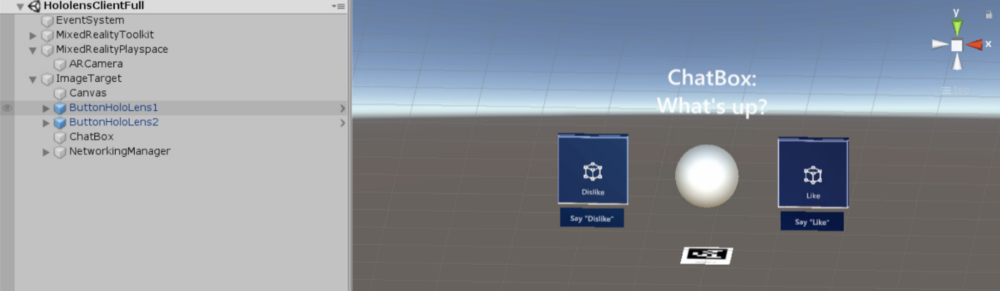 HololensClientFull
EventSystem
MixedRealityToolkit
MixedRealityPlayspace
ARCamera
ImageTarget
Canvas
ButtonHoloLens1
ButtonHoloLens2
ChatBox
NetworkingManager
y
x
Iso
ChatBox:
What's up?
Dislike
Say "Dislike"
Like
Say "Like"